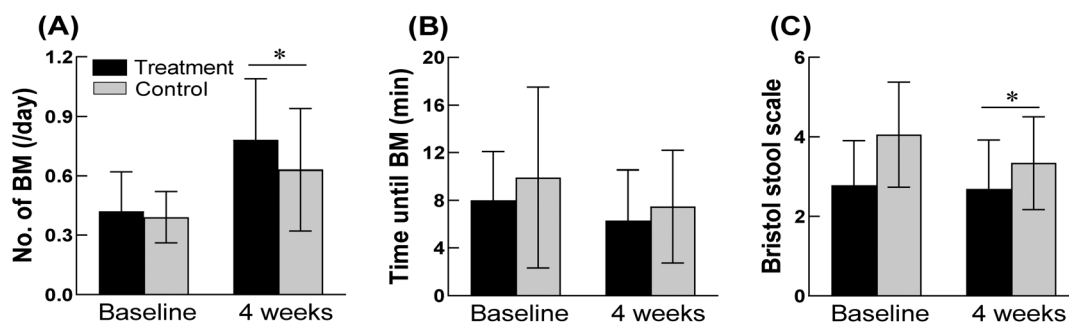 (A)
No. of BM (/day)
1.2
0.9
0.6
0.3
0.0
Treatment
Control
*
Baseline
4 weeks
(B)
Time until BM (min)
20
16
12
8
4
0
Baseline
4 weeks
(C)
Bristol stool scale
6
4
2
0
*
Baseline
4 weeks